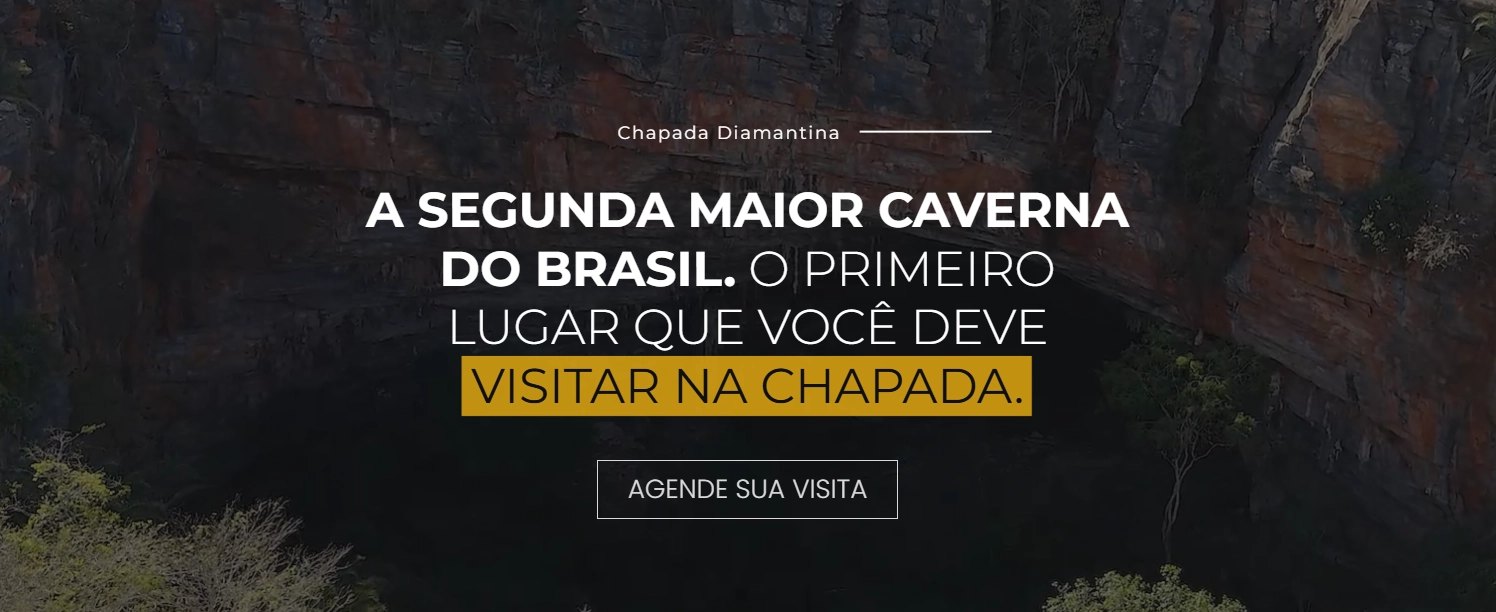 Chapada Diamantina
A SEGUNDA MAIOR CAVERNA
DO BRASIL. O PRIMEIRO
LUGAR QUE VOCÊ DEVE
VISITAR NA CHAPADA.
AGENDE SUA VISITA